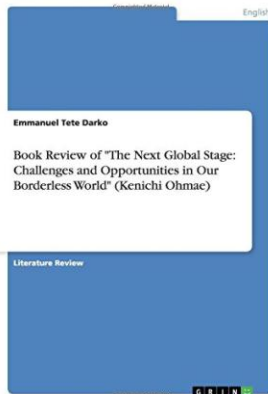 English
Emmanuel Tete Darko
Book Review of "The Next Global Stage:
Challenges and Opportunities in Our
Borderless World" (Kenichi Ohmae)
Literature Review
GRIN